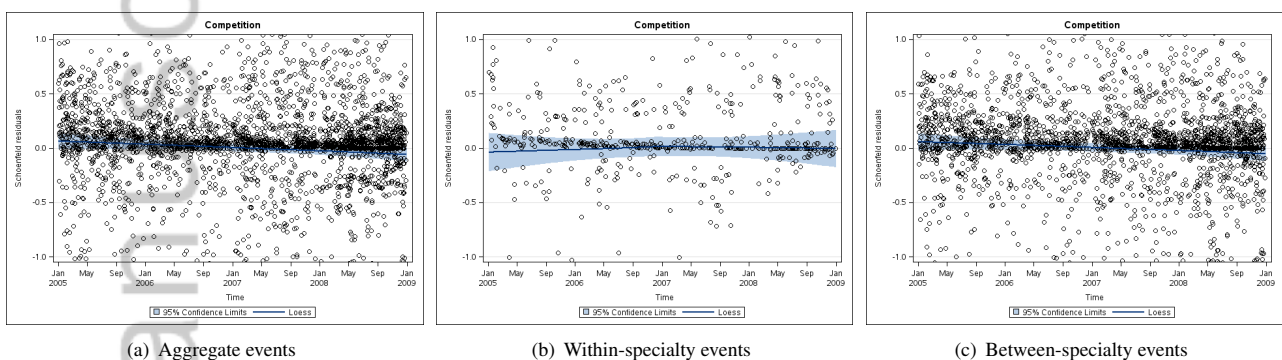 Competition
1.0
0.5
0.0
-0.5
-1.0
Schoenfeld residuals
Jan May Sep Jan May Sep Jan May Sep Jan May Sep Jan
2005 2006 2007 2008 2009
Time
95% Confidence Limits Loess
(a) Aggregate events
Competition
1.0
0.5
0.0
-0.5
-1.0
Schoenfeld residuals
Jan May Sep Jan May Sep Jan May Sep Jan May Sep Jan
2005 2006 2007 2008 2009
Time
95% Confidence Limits Loess
(b) Within-specialty events
Competition
1.0
0.5
0.0
-0.5
-1.0
Schoenfeld residuals
Jan May Sep Jan May Sep Jan May Sep Jan May Sep Jan
2005 2006 2007 2008 2009
Time
95% Confidence Limits Loess
(c) Between-specialty events